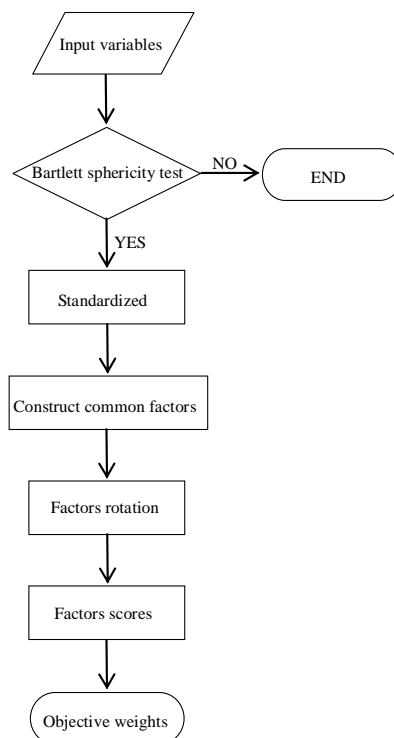 Input variables
Bartlett sphericity test
NO
END
YES
Standardized
Construct common factors
Factors rotation
Factors scores
Objective weights